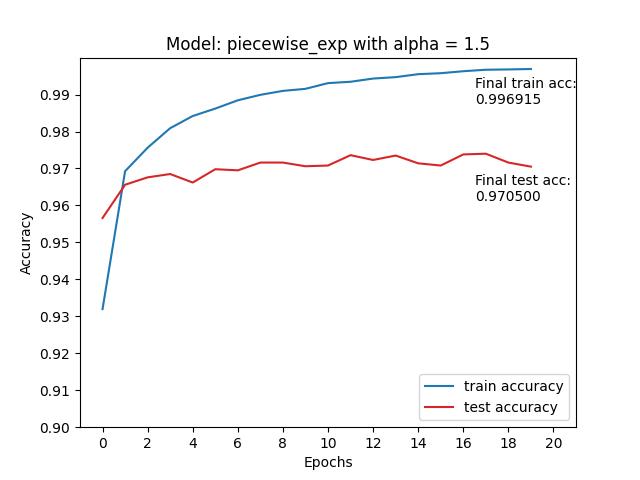 Model: piecewise_exp with alpha = 1.5
0.99
0.98
0.97
0.96
0.95
0.94
0.93
0.92
0.91
0.90
Accuracy
Final train acc:
0.996915
Final test acc:
0.970500
train accuracy
test accuracy
0 2 4 6 8 10 12 14 16 18 20
Epochs